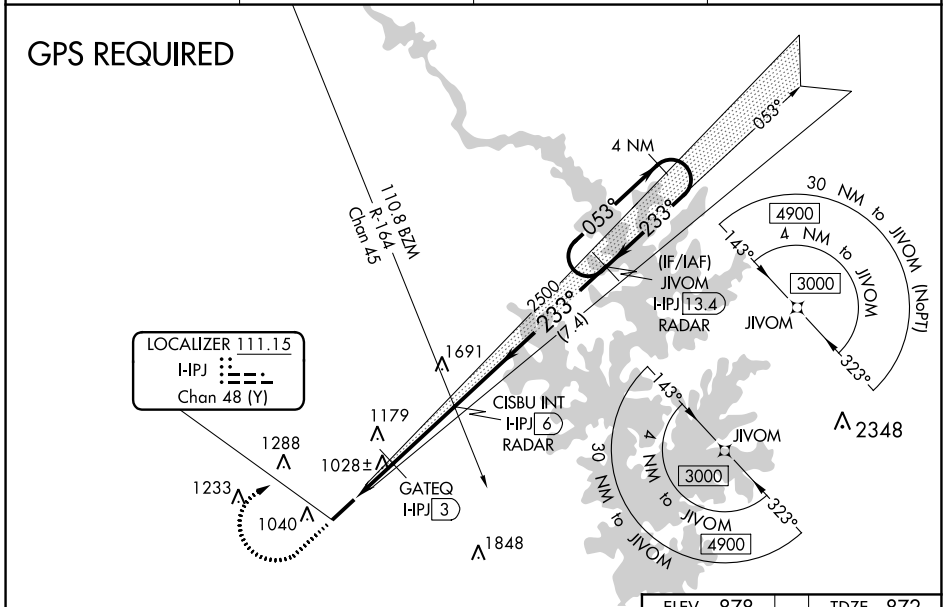 GPS REQUIRED
110.8 BZM
R-164
Chan 45
4 NM
053°
053°
233°
2500
233°
(7.4)
(IF/IAF)
JIVOM
I-IPJ 13.4
RADAR
30 NM to JIVOM (NoPT)
4900
4 NM to JIVOM
3000
143°
JIVOM
323°
LOCALIZER 111.15
I-IPJ
Chan 48 (Y)
1691
1179
1288
1028±
1233
1040
CISBU INT
I-IPJ 6
RADAR
GATEQ
I-IPJ 3
1848
2348
143°
JIVOM
4 NM to JIVOM
3000
323°
30 NM to JIVOM
4900
ELEV 878
TDZE 872